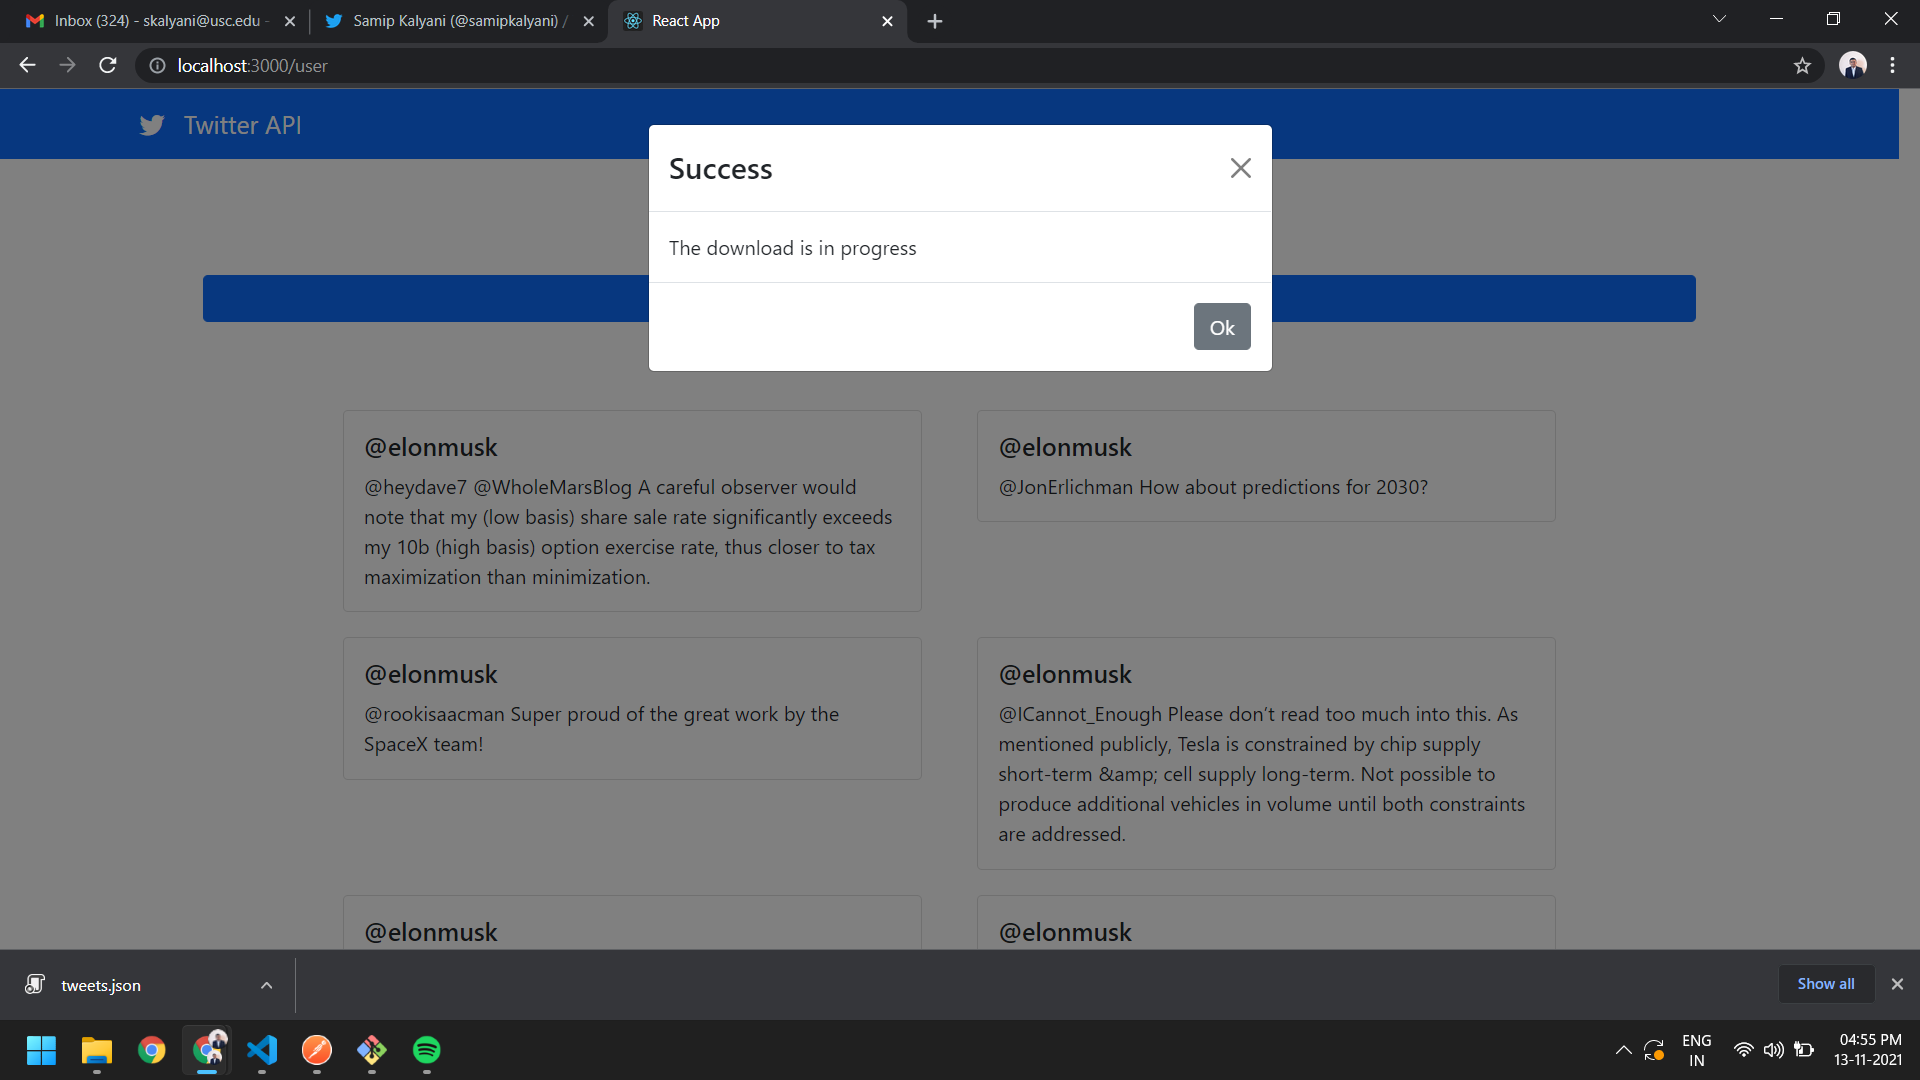 Inbox (324) - skalyani@usc.edu -
Samip Kalyani (@samipkalyani) /
React App
localhost:3000/user
Twitter API
Success
The download is in progress
Ok
@elonmusk
@heydave7 @WholeMarsBlog A careful observer would
note that my (low basis) share sale rate significantly exceeds
my 10b (high basis) option exercise rate, thus closer to tax
maximization than minimization.
@elonmusk
@JonErlichman How about predictions for 2030?
@elonmusk
@rookisaacman Super proud of the great work by the
SpaceX team!
@elonmusk
@ICannot_Enough Please don’t read too much into this. As
mentioned publicly, Tesla is constrained by chip supply
short-term &amp; cell supply long-term. Not possible to
produce additional vehicles in volume until both constraints
are addressed.
@elonmusk
@elonmusk
tweets.json
Show all
ENG
IN
04:55 PM
13-11-2021